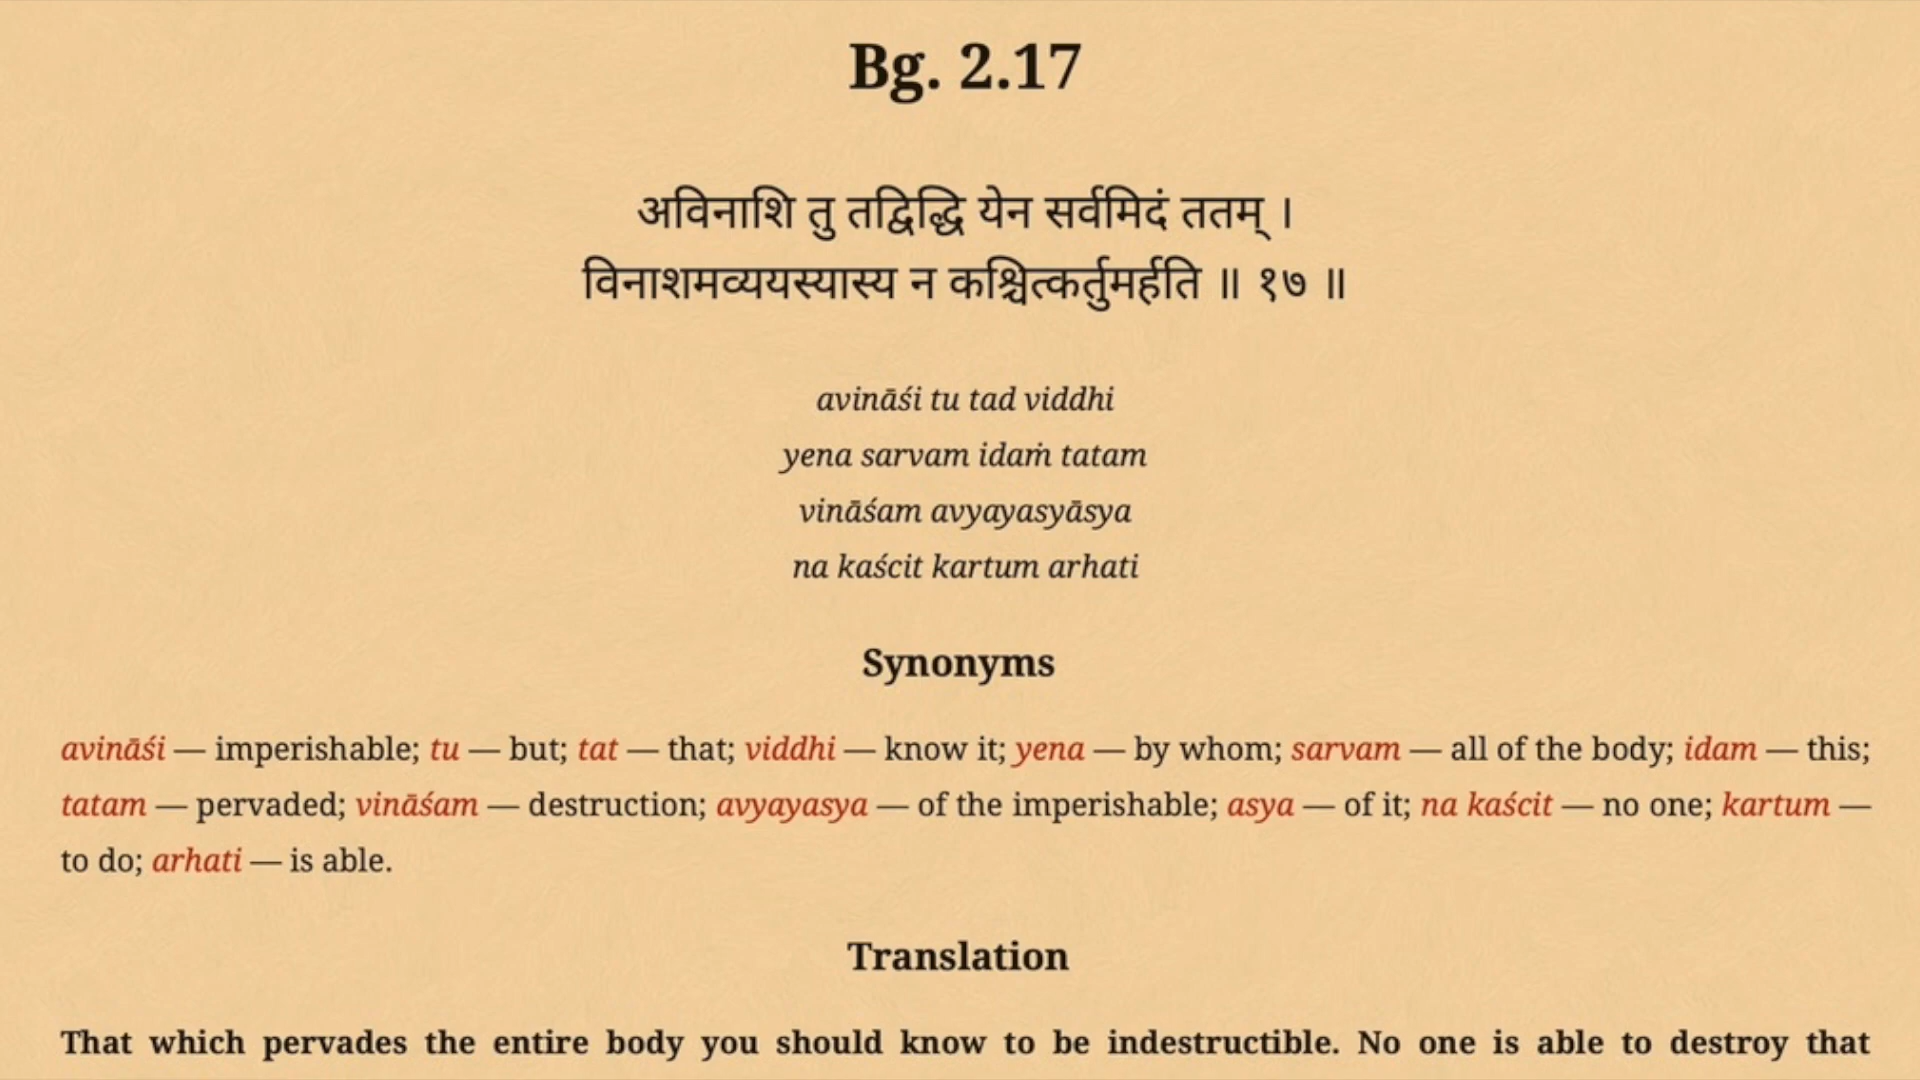 Bg. 2.17
अविनाशि तु तद्विद्धि येन सर्वमिदं ततम् ।
विनाशमव्ययस्यास्य न कश्चित्कर्तुमर्हति ॥ १७ ॥
avināśi tu tad viddhi
yena sarvam idaṁ tatam
vināśam avyayasyāsya
na kaścit kartum arhati
Synonyms
avināśi — imperishable; tu — but; tat — that; viddhi — know it; yena — by whom; sarvam — all of the body; idam — this;
tatam — pervaded; vināśam — destruction; avyayasya — of the imperishable; asya — of it; na kaścit — no one; kartum —
to do; arhati — is able.
Translation
That which pervades the entire body you should know to be indestructible. No one is able to destroy that